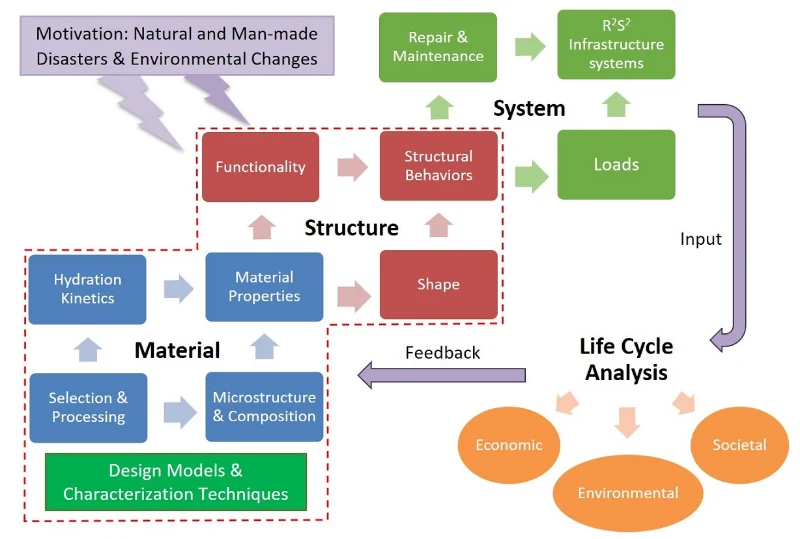 Motivation: Natural and Man-made
Disasters & Environmental Changes
Repair &
Maintenance
R²S²
Infrastructure
systems
System
Functionality
Structural
Behaviors
Loads
Structure
Input
Hydration
Kinetics
Material
Properties
Shape
Material
Feedback
Life Cycle
Analysis
Selection &
Processing
Microstructure
& Composition
Economic
Societal
Environmental
Design Models &
Characterization Techniques